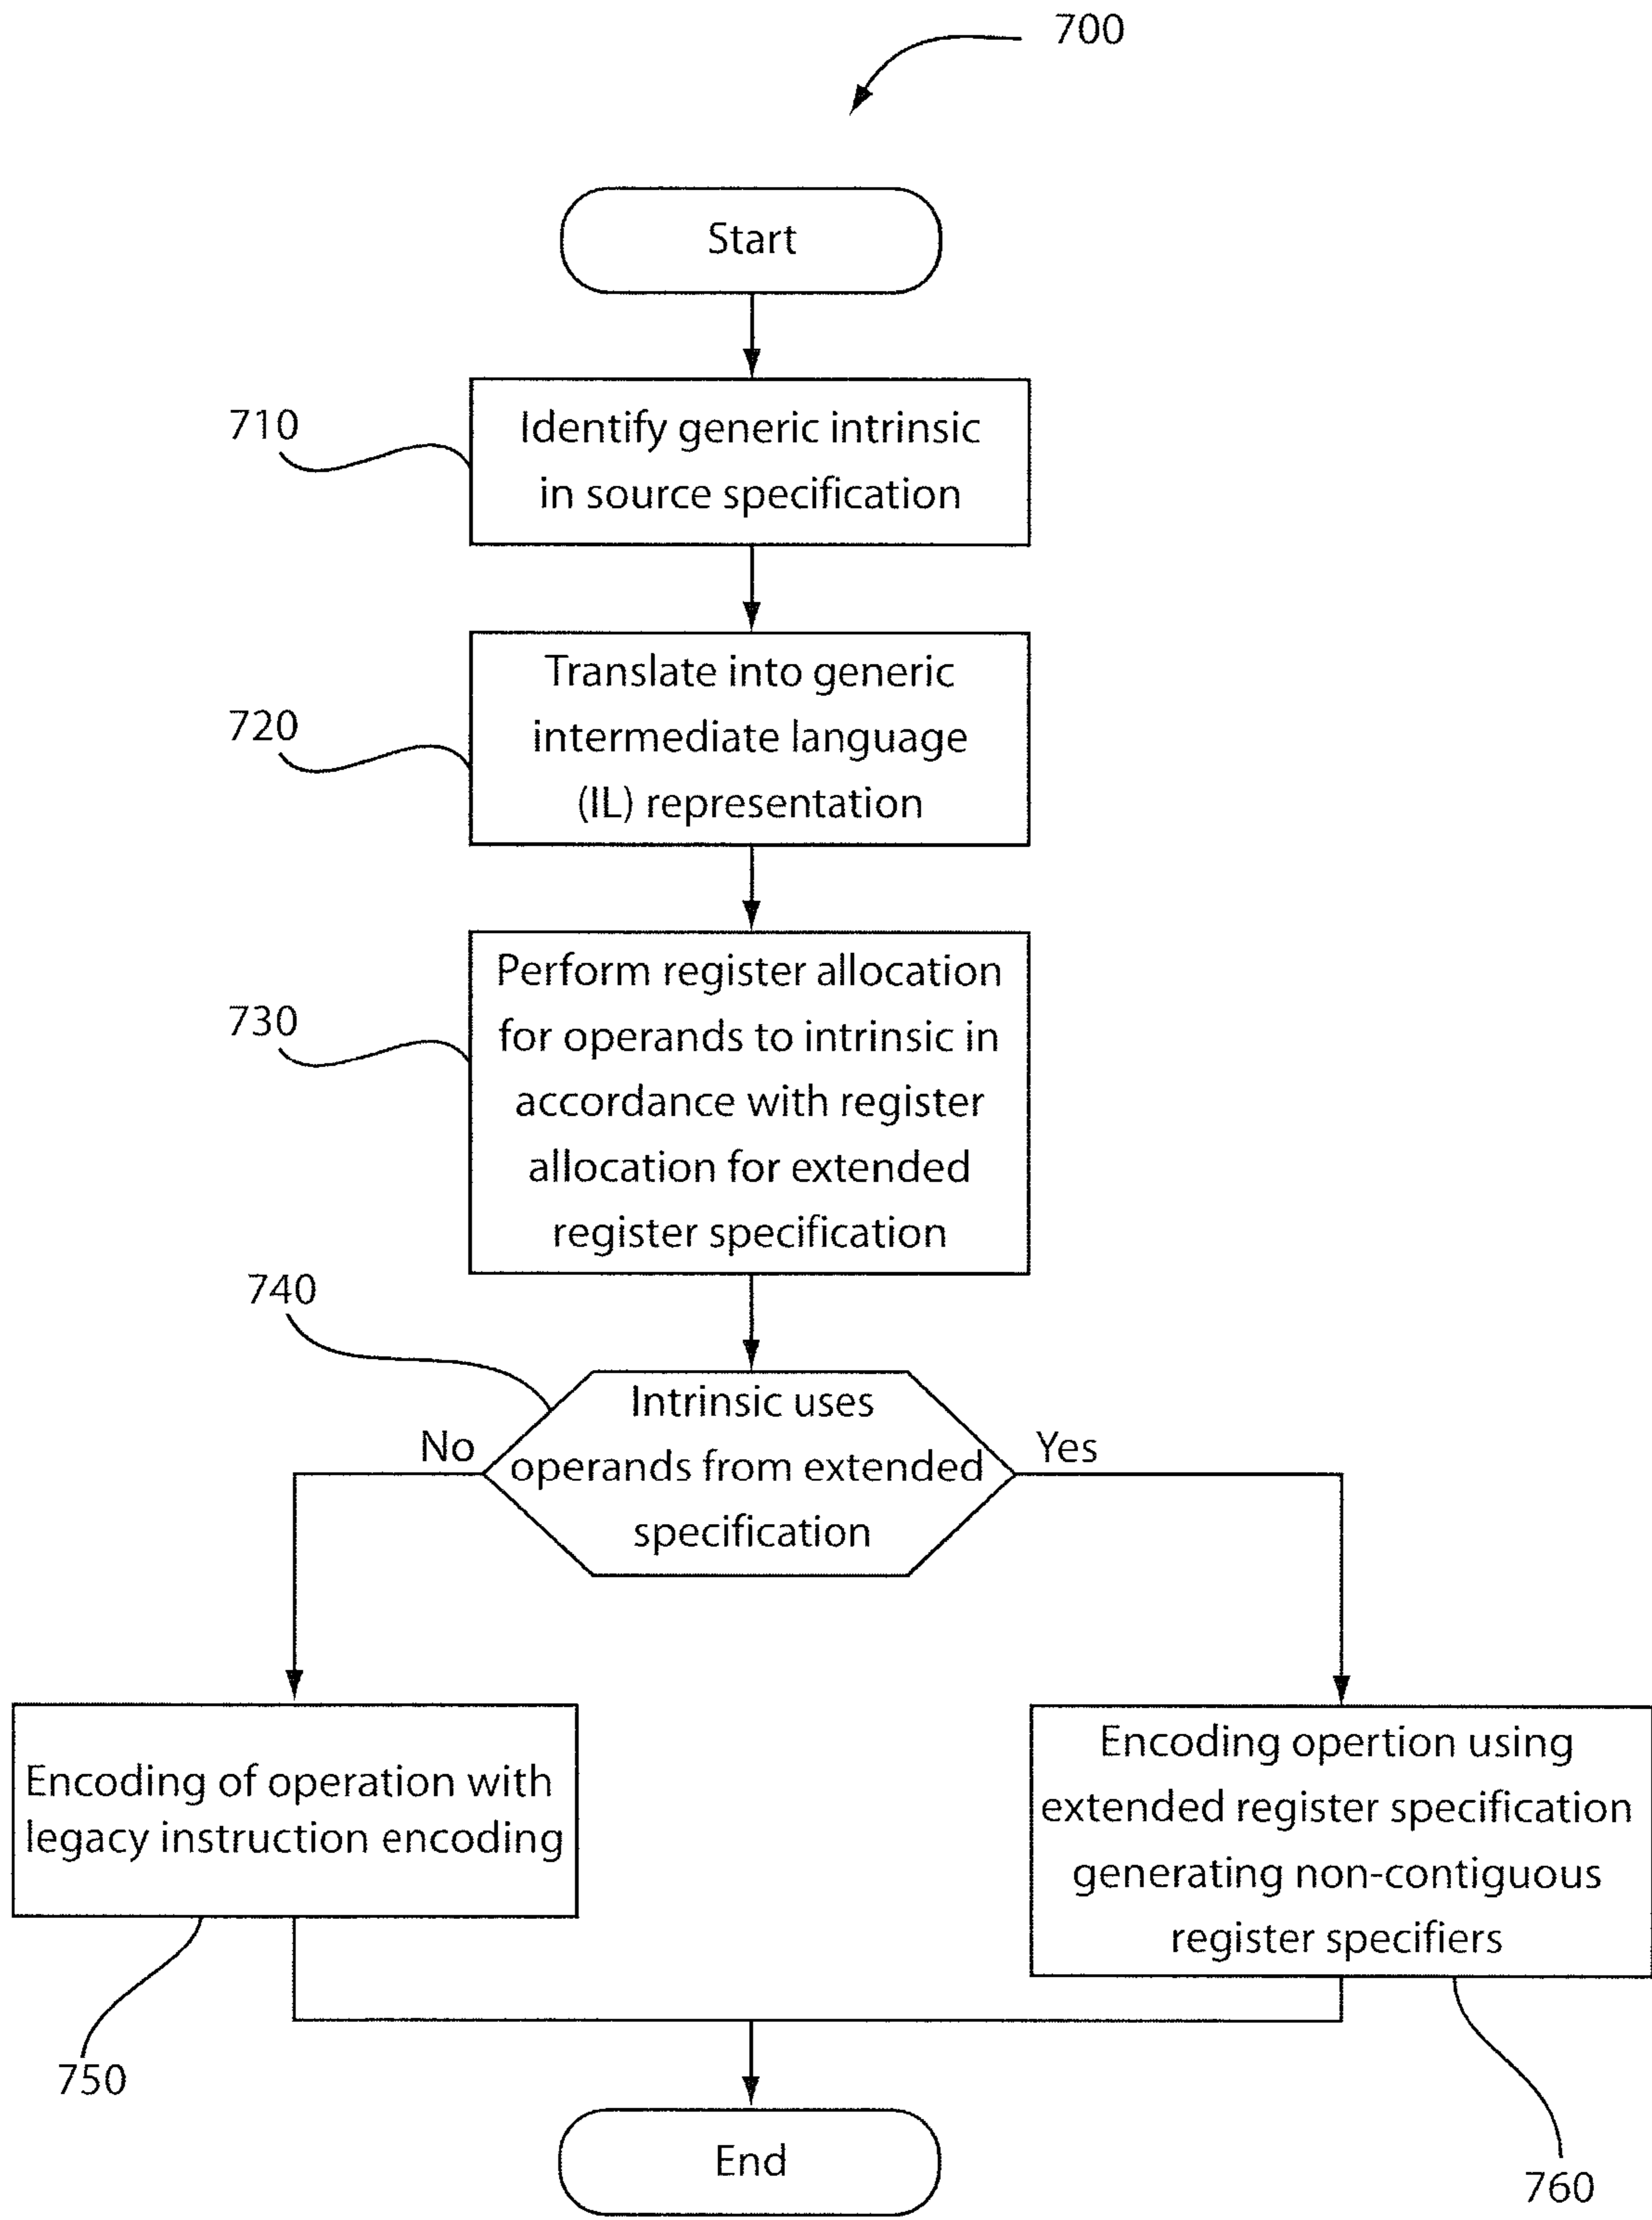 700
Start
710
Identify generic intrinsic
in source specification
720
Translate into generic
intermediate language
(IL) representation
730
Perform register allocation
for operands to intrinsic in
accordance with register
allocation for extended
register specification
740
Intrinsic uses
operands from extended
specification
No
Yes
Encoding of operation with
legacy instruction encoding
750
Encoding opertion using
extended register specification
generating non-contiguous
register specifiers
760
End